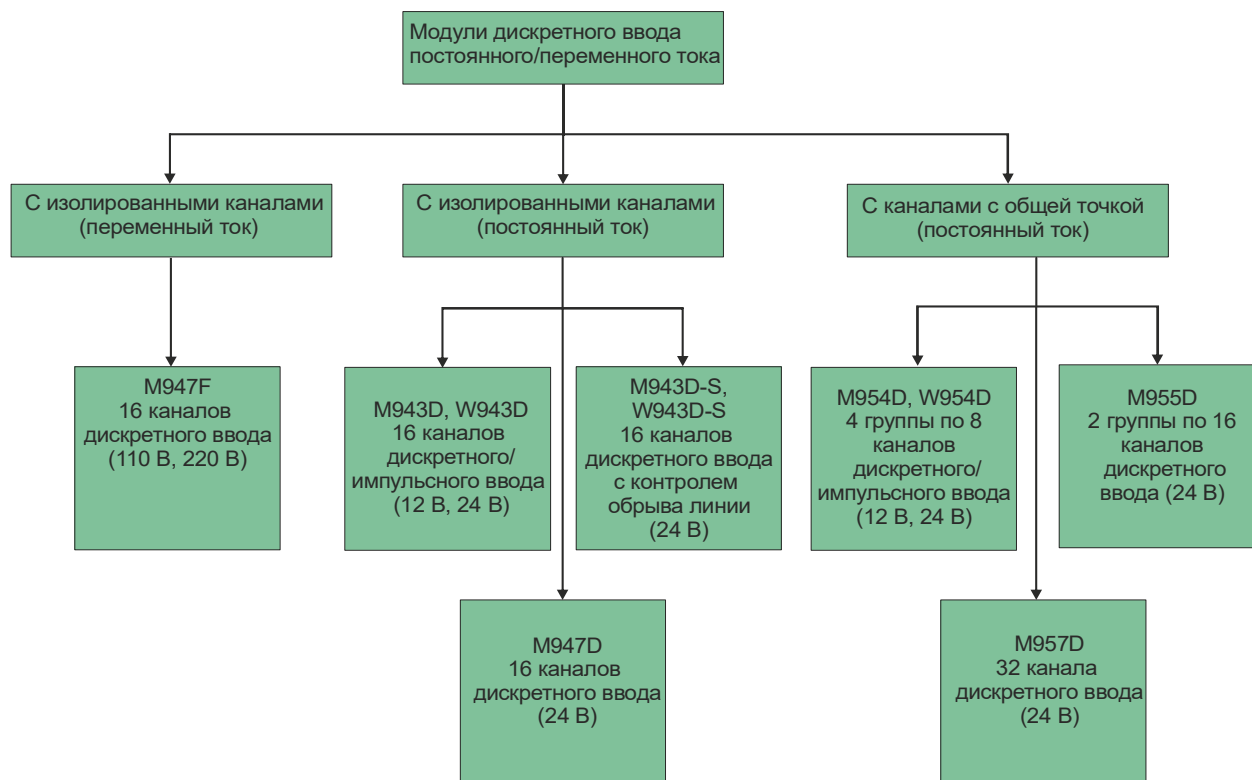 Модули дискретного ввода
постоянного/переменного тока
С изолированными каналами
(переменный ток)
С изолированными каналами
(постоянный ток)
С каналами с общей точкой
(постоянный ток)
M947F
16 каналов
дискретного ввода
(110 В, 220 В)
M943D, W943D
16 каналов
дискретного/
импульсного ввода
(12 В, 24 В)
M943D-S,
W943D-S
16 каналов
дискретного ввода
с контролем
обрыва линии
(24 В)
M954D, W954D
4 группы по 8
каналов
дискретного/
импульсного ввода
(12 В, 24 В)
M955D
2 группы по 16
каналов
дискретного
ввода (24 В)
M947D
16 каналов
дискретного ввода
(24 В)
M957D
32 канала
дискретного ввода
(24 В)